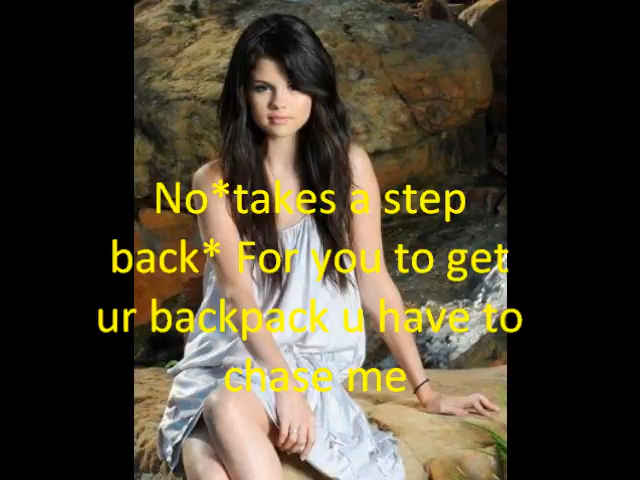 No*takes a step
back* For you to get
ur backpack u have to
chase me